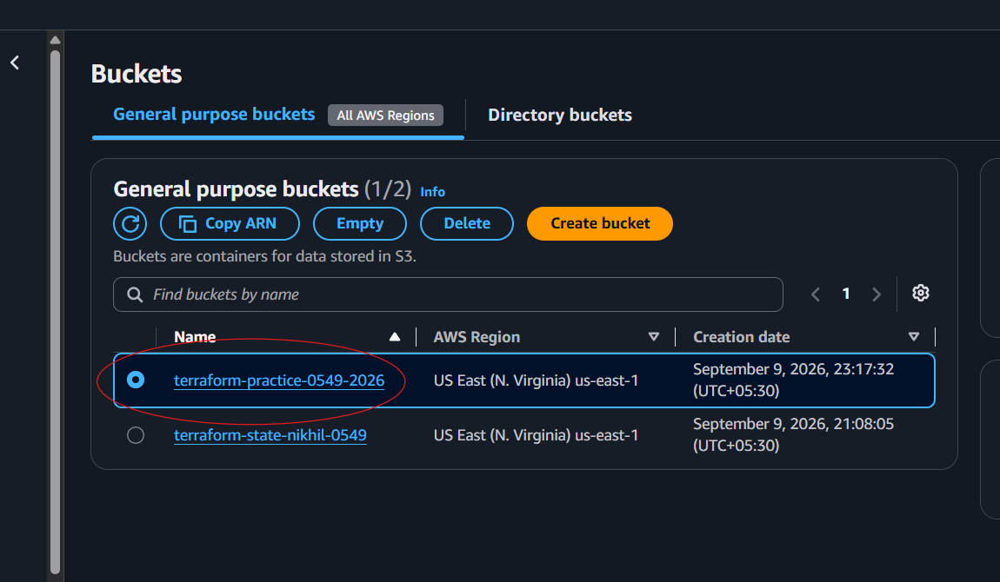 Buckets
General purpose buckets All AWS Regions Directory buckets
General purpose buckets (1/2) Info
Copy ARN Empty Delete Create bucket
Buckets are containers for data stored in S3.
Find buckets by name 1
Name AWS Region Creation date
terraform-practice-0549-2026 US East (N. Virginia) us-east-1 September 9, 2026, 23:17:32 (UTC+05:30)
terraform-state-nikhil-0549 US East (N. Virginia) us-east-1 September 9, 2026, 21:08:05 (UTC+05:30)